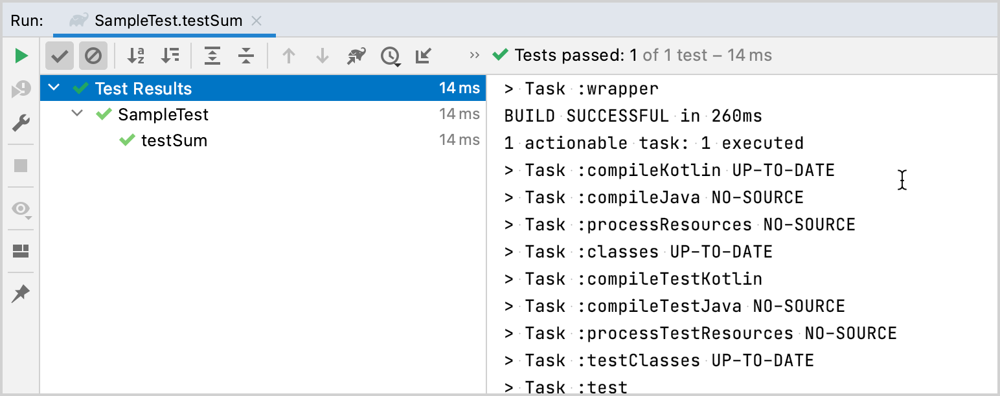 Run: SampleTest.testSum
Tests passed: 1 of 1 test – 14 ms
Test Results 14 ms
SampleTest 14 ms
testSum 14 ms
> Task :wrapper
BUILD SUCCESSFUL in 260ms
1 actionable task: 1 executed
> Task :compileKotlin UP-TO-DATE
> Task :compileJava NO-SOURCE
> Task :processResources NO-SOURCE
> Task :classes UP-TO-DATE
> Task :compileTestKotlin
> Task :compileTestJava NO-SOURCE
> Task :processTestResources NO-SOURCE
> Task :testClasses UP-TO-DATE
> Task :test